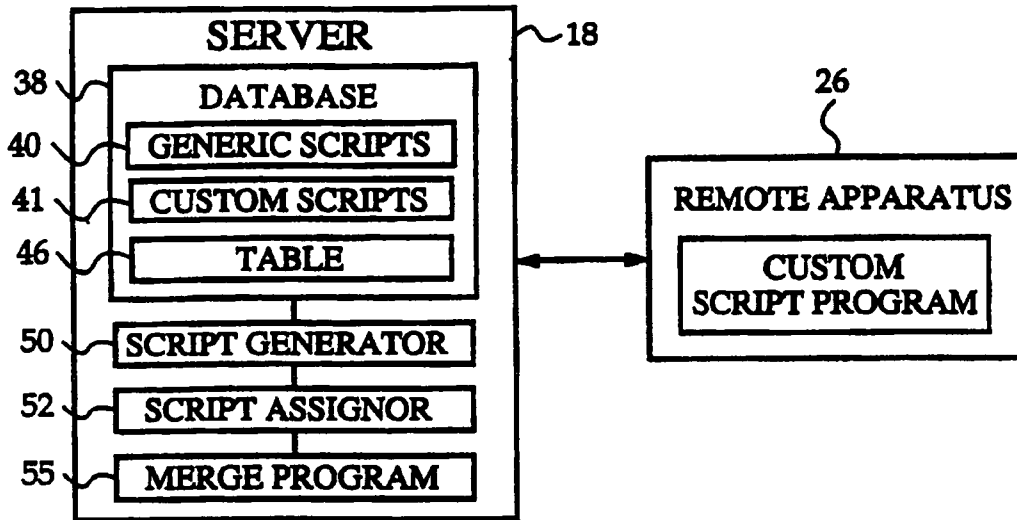 SERVER
18
38
DATABASE
40
GENERIC SCRIPTS
41
CUSTOM SCRIPTS
46
TABLE
50
SCRIPT GENERATOR
52
SCRIPT ASSIGNOR
55
MERGE PROGRAM
26
REMOTE APPARATUS
CUSTOM
SCRIPT PROGRAM